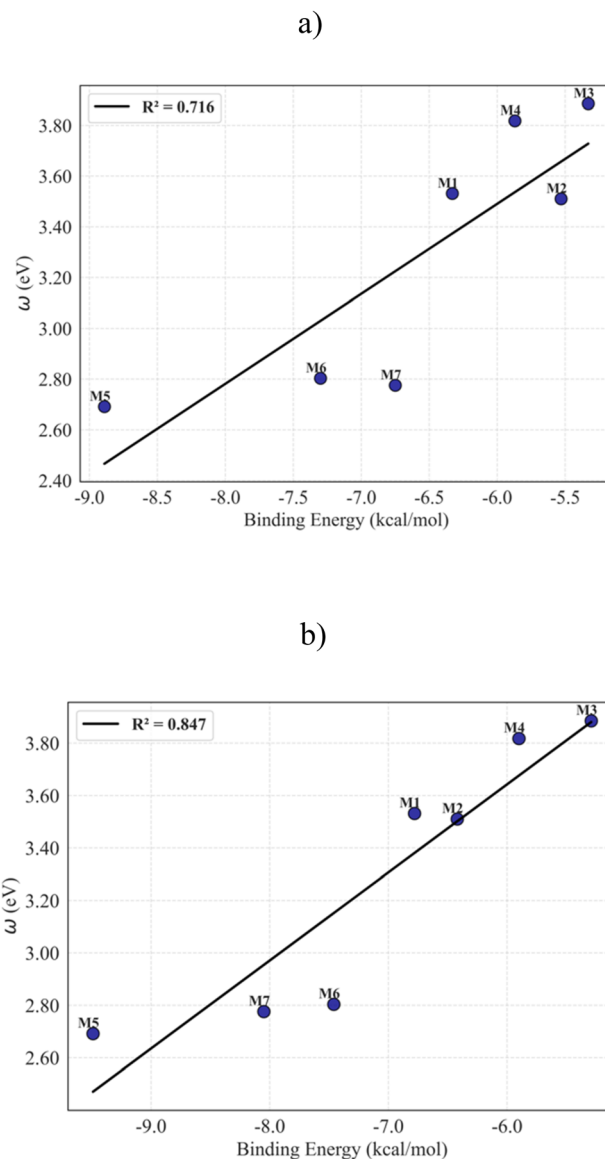 a)
R² = 0.716
M3
M4
M1
M2
M6
M7
M5
3.80
3.60
3.40
3.20
3.00
2.80
2.60
2.40
ω (eV)
-9.0 -8.5 -8.0 -7.5 -7.0 -6.5 -6.0 -5.5
Binding Energy (kcal/mol)
b)
R² = 0.847
M3
M4
M1
M2
M6
M7
M5
3.80
3.60
3.40
3.20
3.00
2.80
2.60
ω (eV)
-9.0 -8.0 -7.0 -6.0
Binding Energy (kcal/mol)